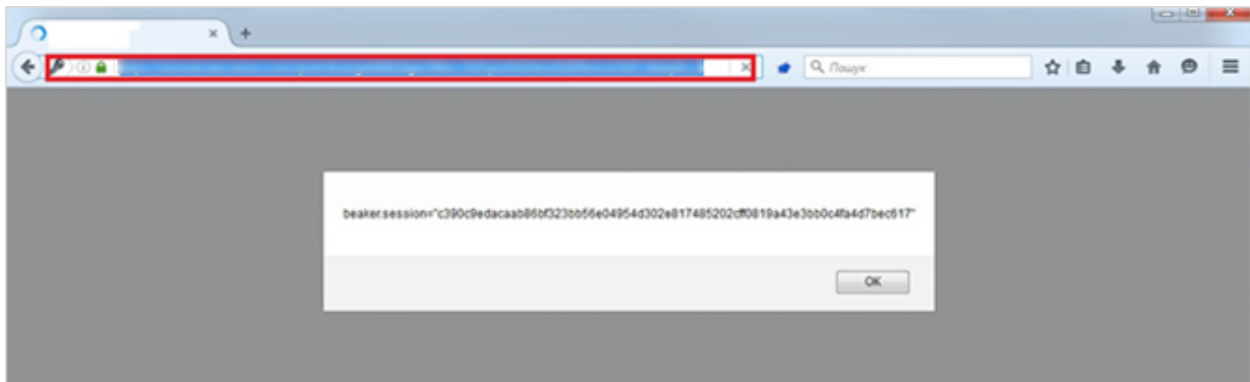 Пошук
beaker.session="c390c9edacaab86bf323bb56e04954d302e817485202cff0819a43e3bb0c4fa4d7bec617"
OK